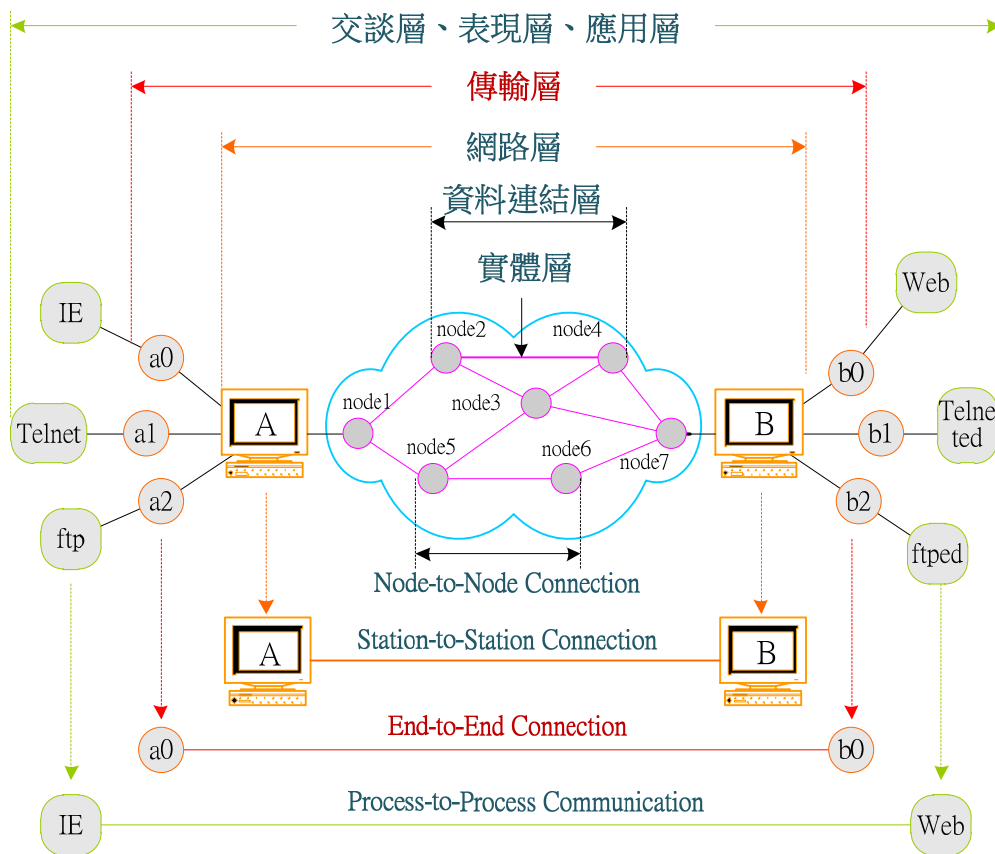 交談層、表現層、應用層
傳輸層
網路層
資料連結層
實體層
Web
IE
node2
node4
a0
b0
node1
node3
A
B
Telnet
a1
b1
Telne
ted
node5
node6
node7
a2
b2
ftp
ftped
Node-to-Node Connection
A
Station-to-Station Connection
B
End-to-End Connection
a0
b0
Process-to-Process Communication
IE
Web